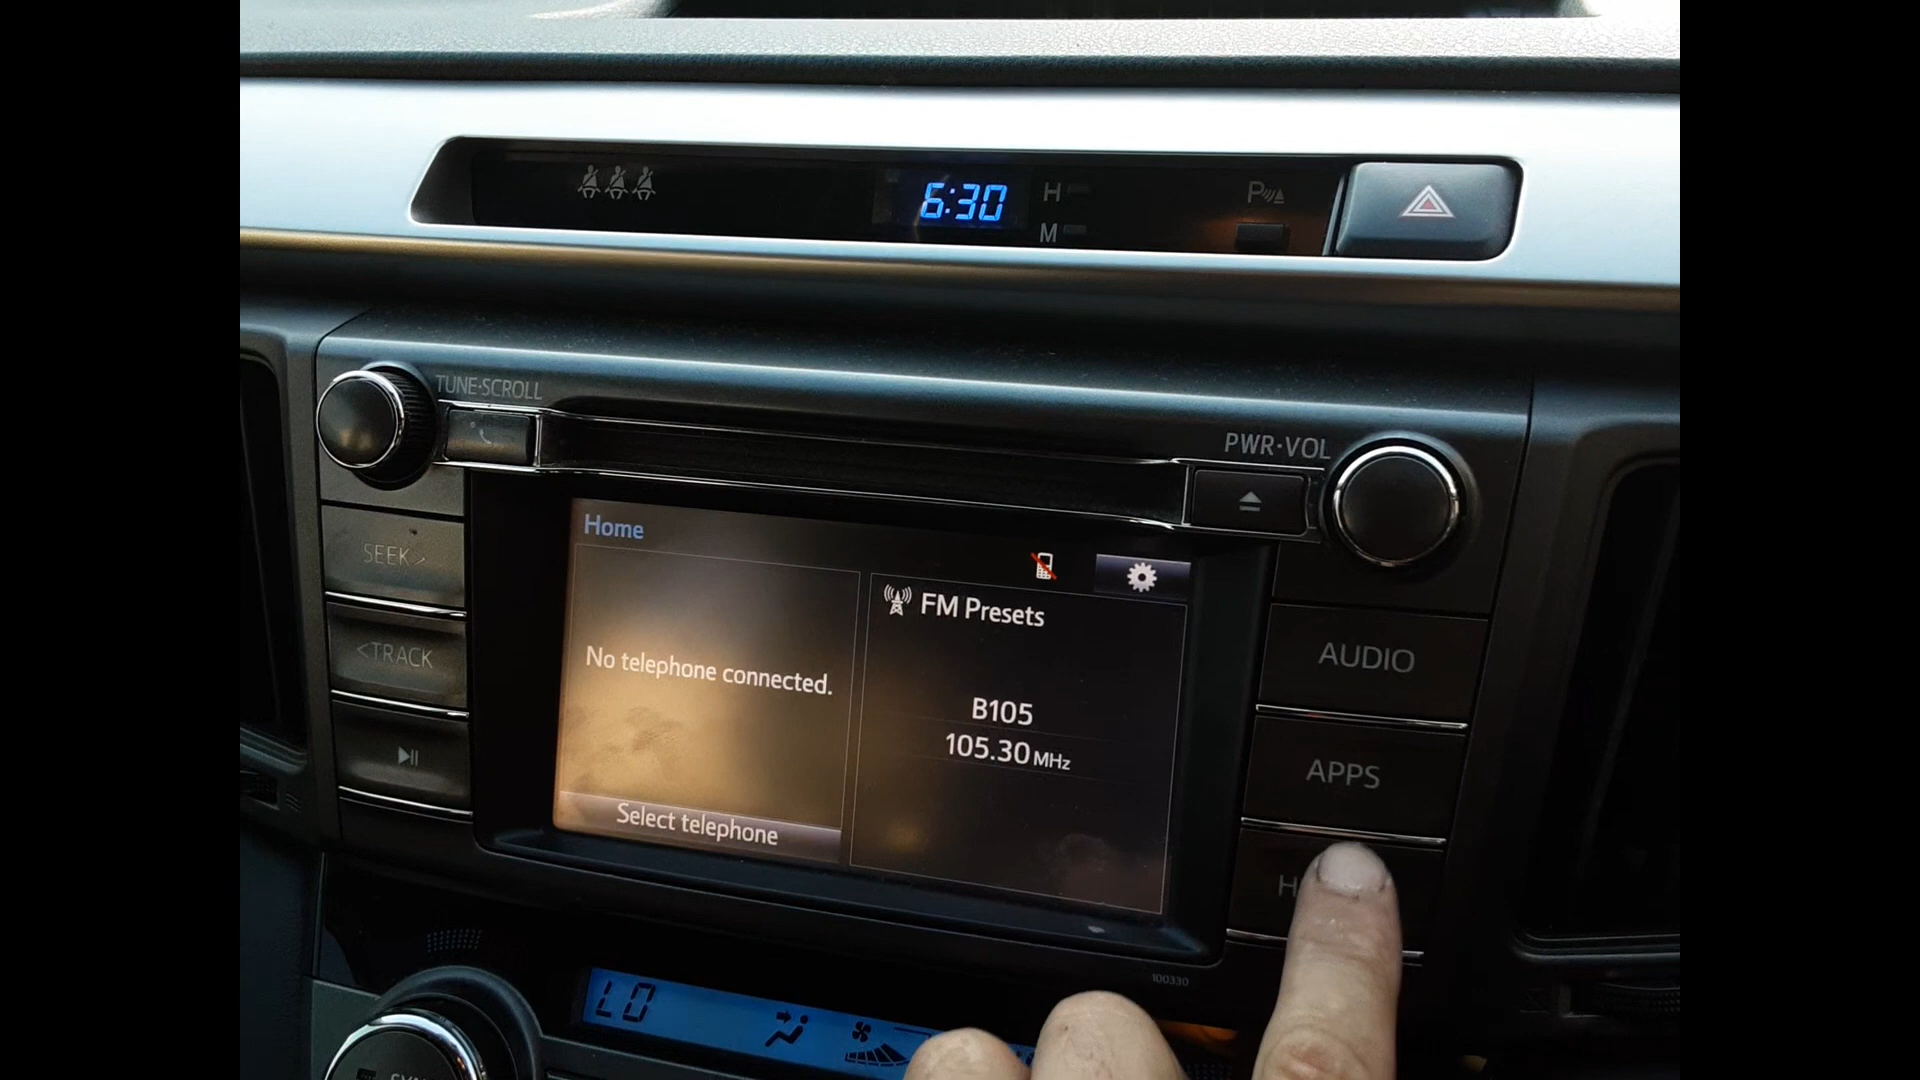 6:30
H
M
P
TUNE·SCROLL
PWR·VOL
SEEK>
<TRACK
Home
FM Presets
No telephone connected.
B105
105.30 MHz
Select telephone
AUDIO
APPS
100330
LO